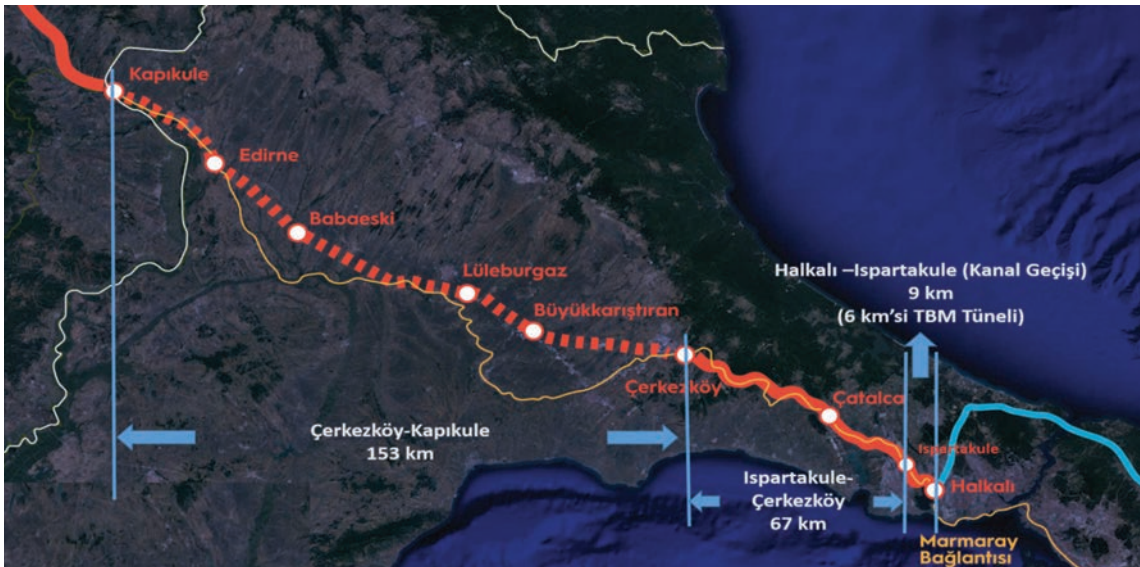 Kapıkule
Edirne
Babaeski
Lüleburgaz
Büyükkarıştıran
Halkalı –Ispartakule (Kanal Geçişi)
9 km
(6 km’si TBM Tüneli)
Çerkezköy
Çatalca
Çerkezköy-Kapıkule
153 km
Ispartakule
Ispartakule-
Çerkezköy
67 km
Halkalı
Marmaray
Bağlantısı